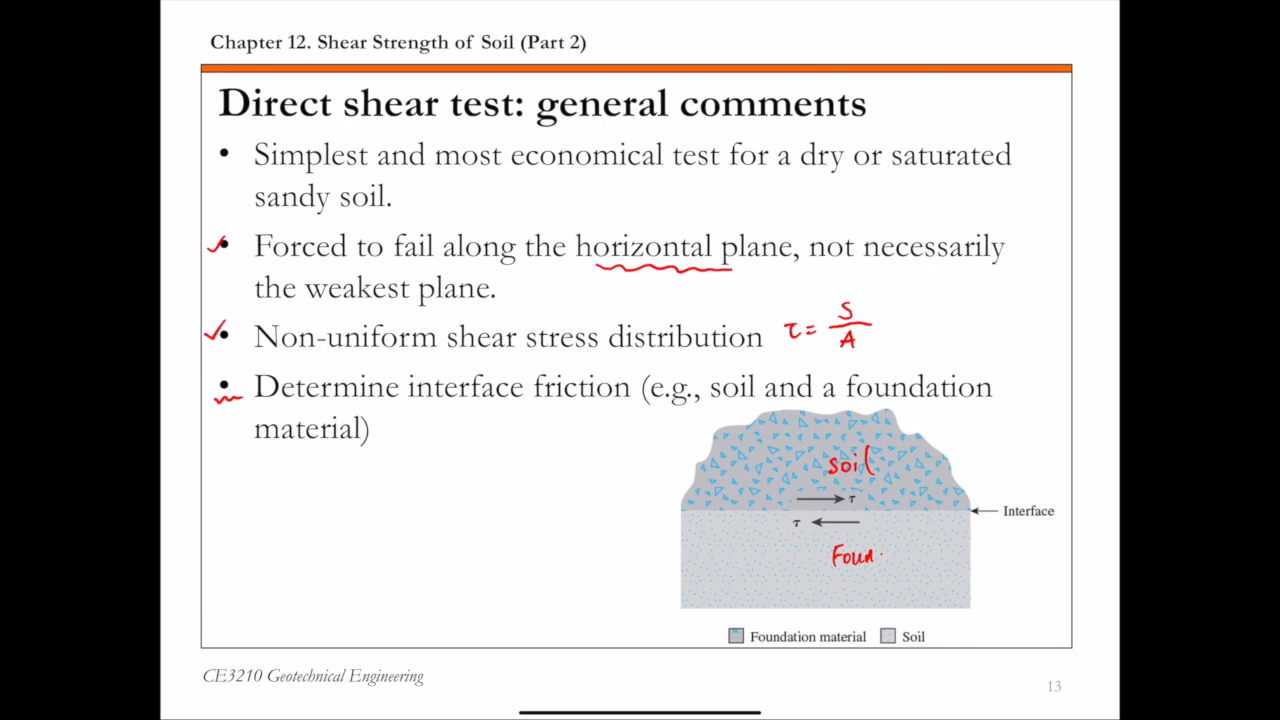 Chapter 12. Shear Strength of Soil (Part 2)
Direct shear test: general comments
• Simplest and most economical test for a dry or saturated
sandy soil.
• Forced to fail along the horizontal plane, not necessarily
the weakest plane.
• Non-uniform shear stress distribution τ = S/A
• Determine interface friction (e.g., soil and a foundation
material)
soil
τ
Interface
τ
Foun.
Foundation material Soil
CE3210 Geotechnical Engineering
13